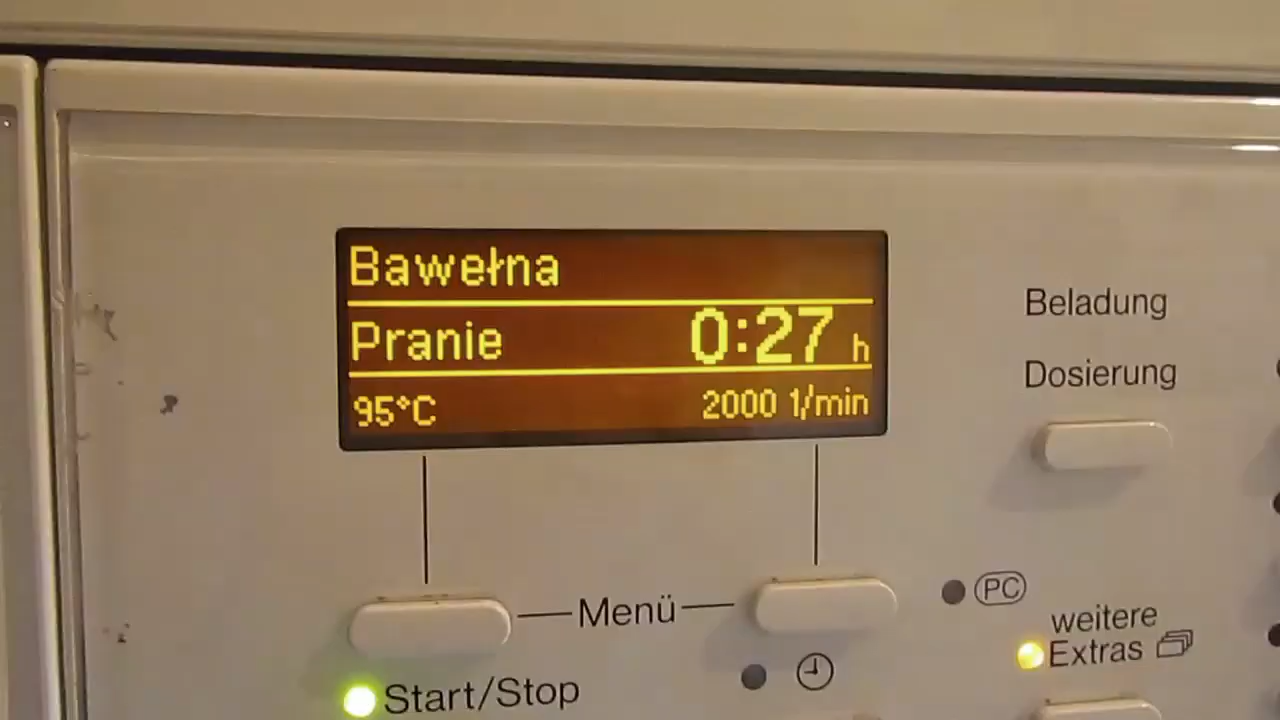 Bawełna
Pranie 0:27 h
95°C 2000 1/min
Beladung
Dosierung
Menü
PC
weitere
Extras
Start/Stop